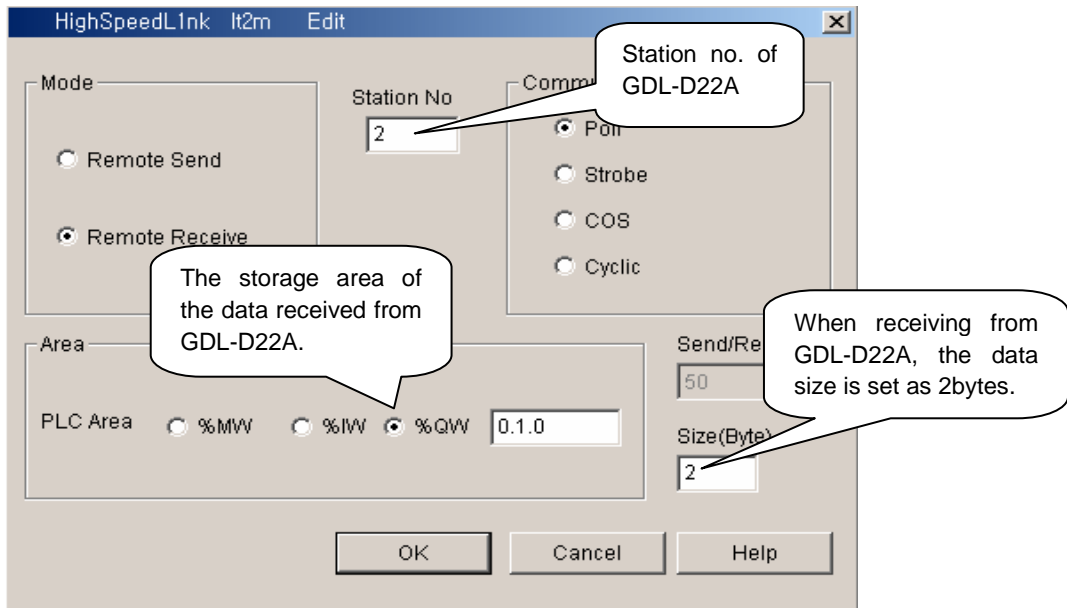 HighSpeedL1nk It2m Edit
Mode
Remote Send
Remote Receive
Station No
2
Station no. of
GDL-D22A
Comm
Poll
Strobe
COS
Cyclic
The storage area of
the data received from
GDL-D22A.
Area
PLC Area %MW %IW %QW 0.1.0
Send/Re
50
Size(Byte)
2
When receiving from
GDL-D22A, the data
size is set as 2bytes.
OK Cancel Help